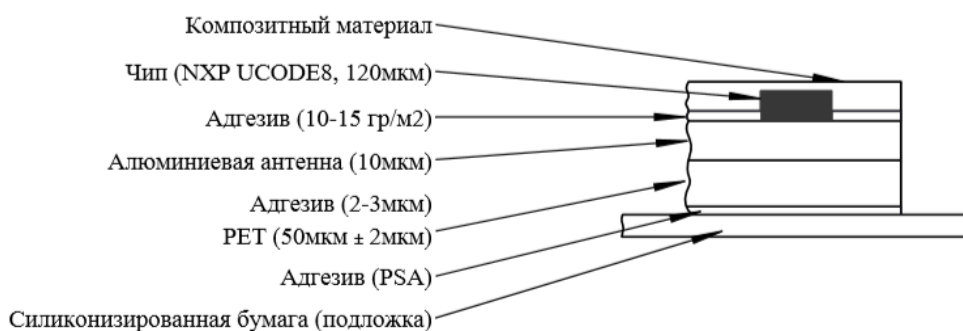 Композитный материал
Чип (NXP UCODE8, 120мкм)
Адгезив (10-15 гр/м2)
Алюминиевая антенна (10мкм)
Адгезив (2-3мкм)
PET (50мкм ± 2мкм)
Адгезив (PSA)
Силиконизированная бумага (подложка)